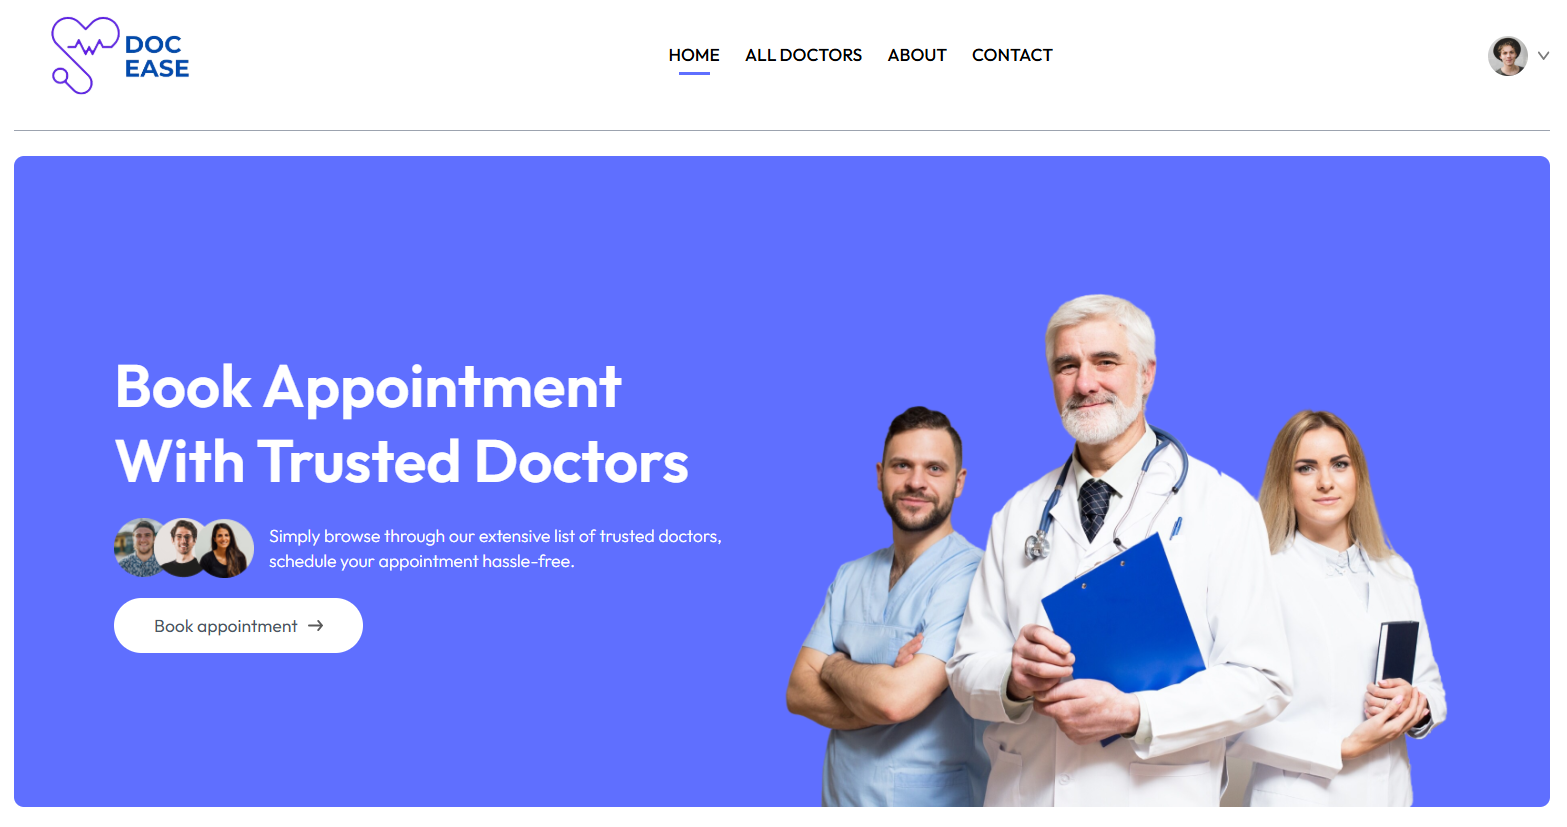 DOC
EASE
HOME
ALL DOCTORS
ABOUT
CONTACT
Book Appointment
With Trusted Doctors
Simply browse through our extensive list of trusted doctors,
schedule your appointment hassle-free.
Book appointment →